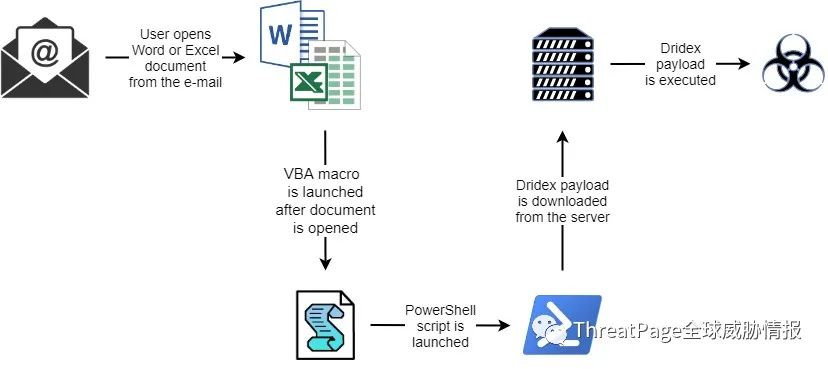 @
User opens
Word or Excel
document
from the e-mail
W
X
Dridex
payload
is executed
VBA macro
is launched
after document
is opened
Dridex payload
is downloaded
from the server
PowerShell
script is
launched
ThreatPage全球威胁情报